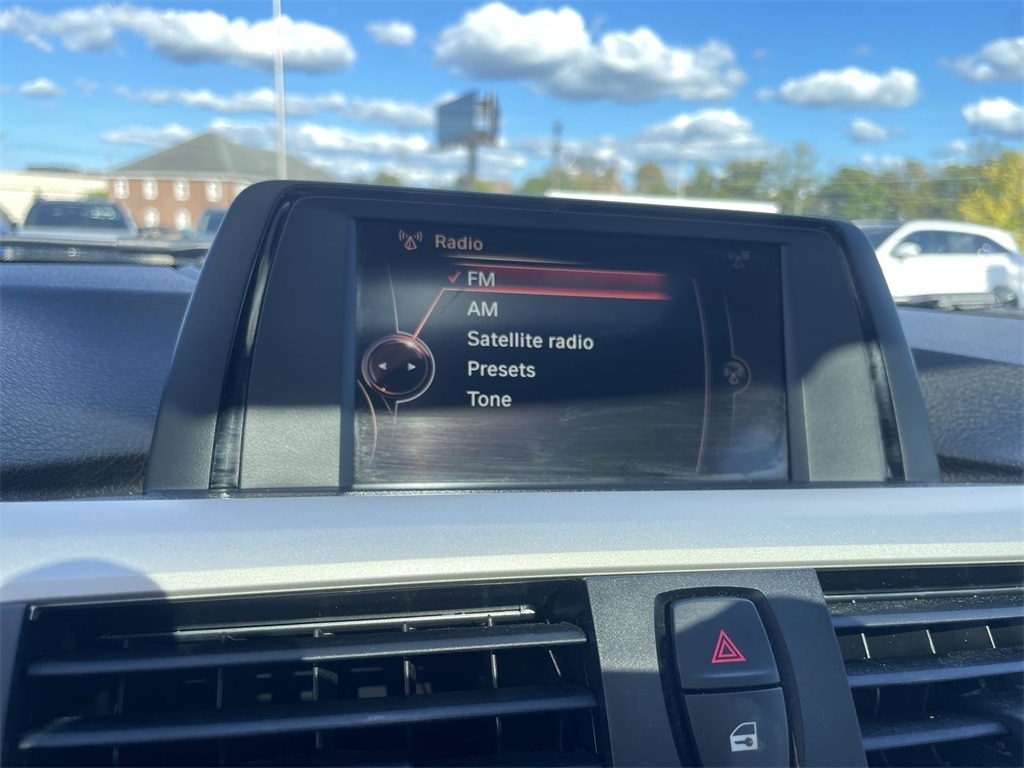 Radio
FM
AM
Satellite radio
Presets
Tone